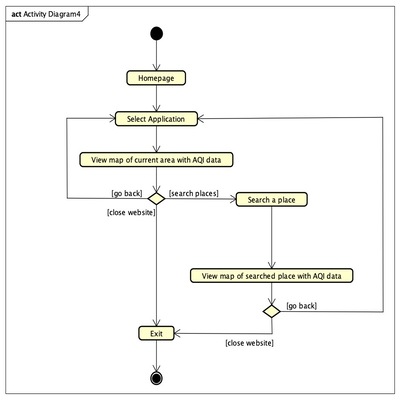 act Activity Diagram4
Homepage
Select Application
View map of current area with AQI data
[go back]
[search places]
Search a place
[close website]
View map of searched place with AQI data
[go back]
Exit
[close website]